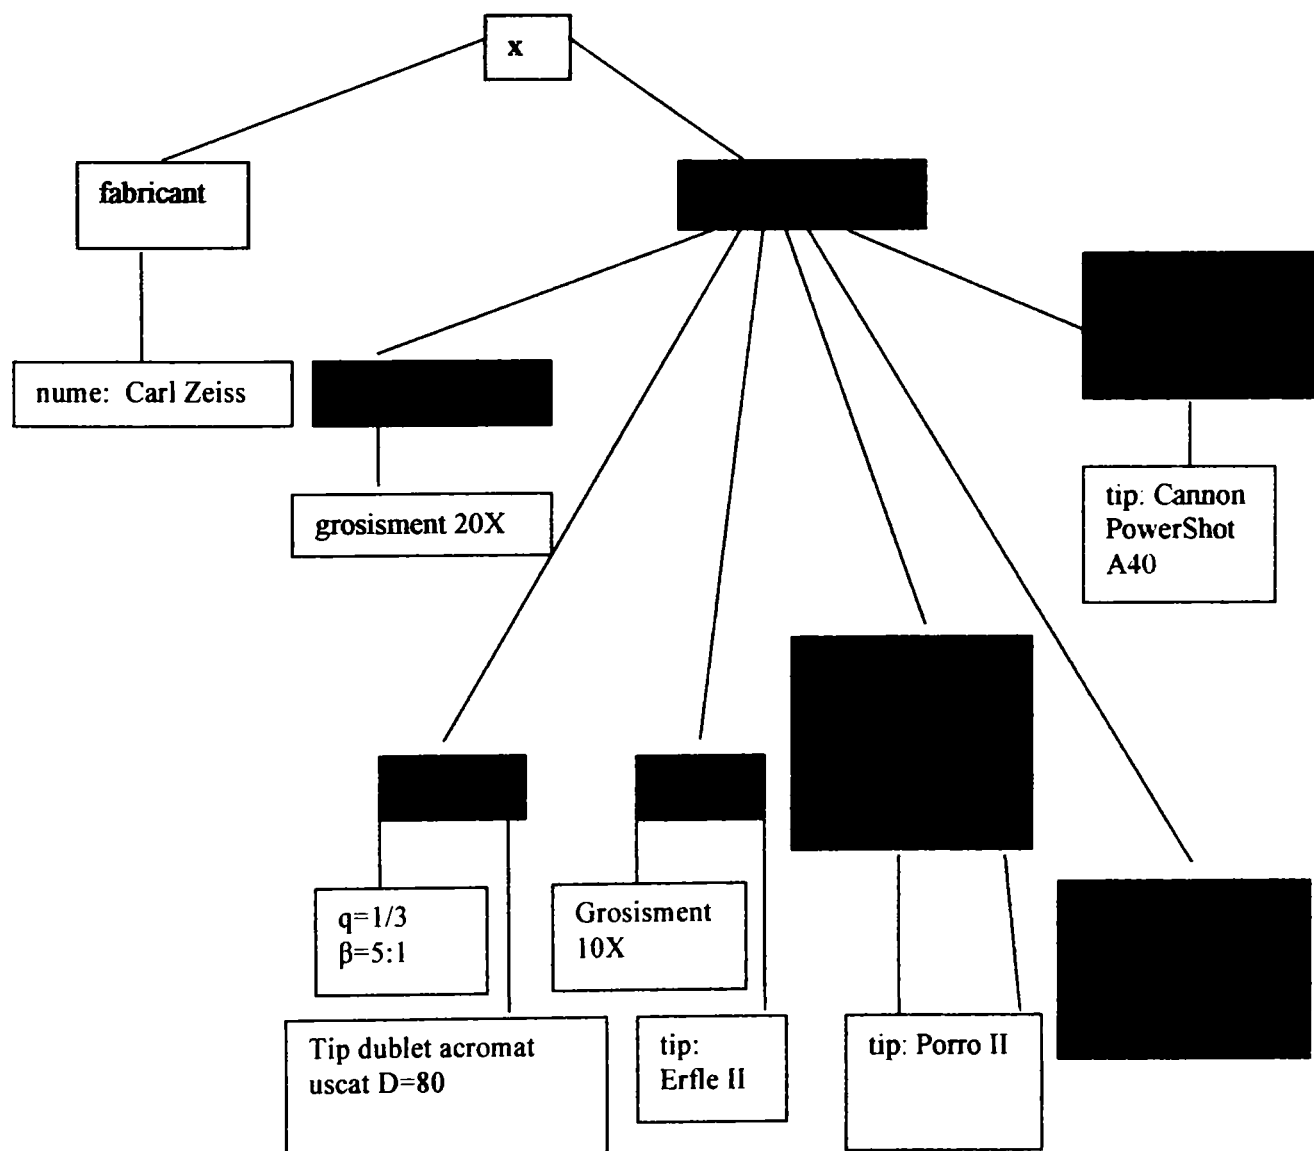 x
fabricant
nume: Carl Zeiss
grosisment 20X
tip: Cannon
PowerShot
A40
q=1/3
β=5:1
Grosisment
10X
Tip dublet acromat
uscat D=80
tip:
Erfle II
tip: Porro II